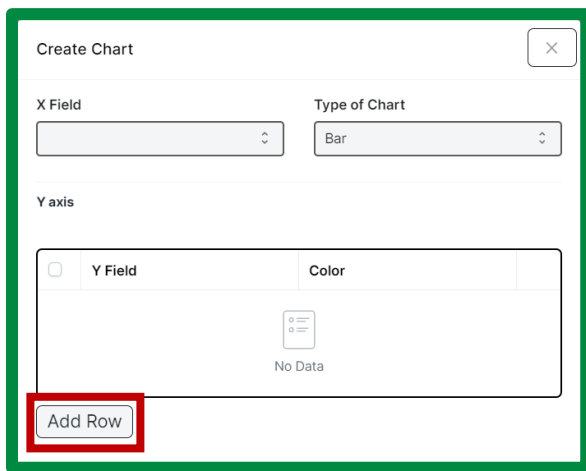 Create Chart
X Field Type of Chart
Bar
Y axis
Y Field Color
No Data
Add Row